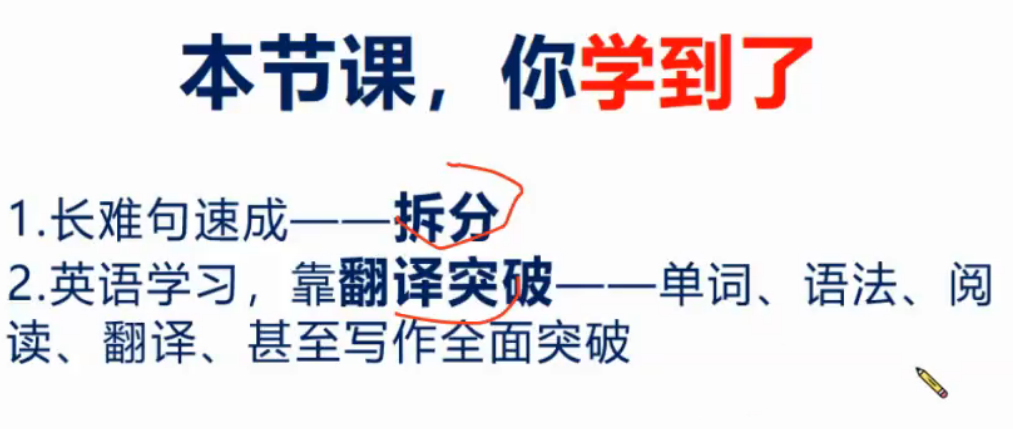 本节课，你学到了
1.长难句速成——拆分
2.英语学习，靠翻译突破——单词、语法、阅
读、翻译、甚至写作全面突破